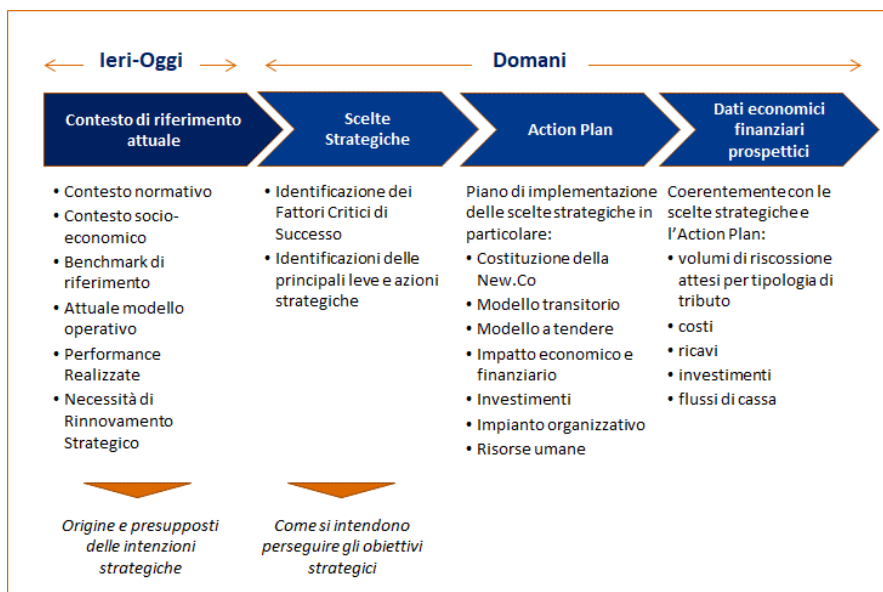 Ieri-Oggi
Domani
Contesto di riferimento
attuale
Scelte
Strategiche
Action Plan
Dati economici
finanziari
prospettici
• Contesto normativo
• Contesto socio-
economico
• Benchmark di
riferimento
• Attuale modello
operativo
• Performance
Realizzate
• Necessità di
Rinnovamento
Strategico
• Identificazione dei
Fattori Critici di
Successo
• Identificazioni delle
principali leve e azioni
strategiche
Piano di implementazione
delle scelte strategiche in
particolare:
• Costituzione della
New.Co
• Modello transitorio
• Modello a tendere
• Impatto economico e
finanziario
• Investimenti
• Impianto organizzativo
• Risorse umane
Coerentemente con le
scelte strategiche e
l'Action Plan:
• volumi di riscossione
attesi per tipologia di
tributo
• costi
• ricavi
• investimenti
• flussi di cassa
Origine e presupposti
delle intenzioni
strategiche
Come si intendono
perseguire gli obiettivi
strategici